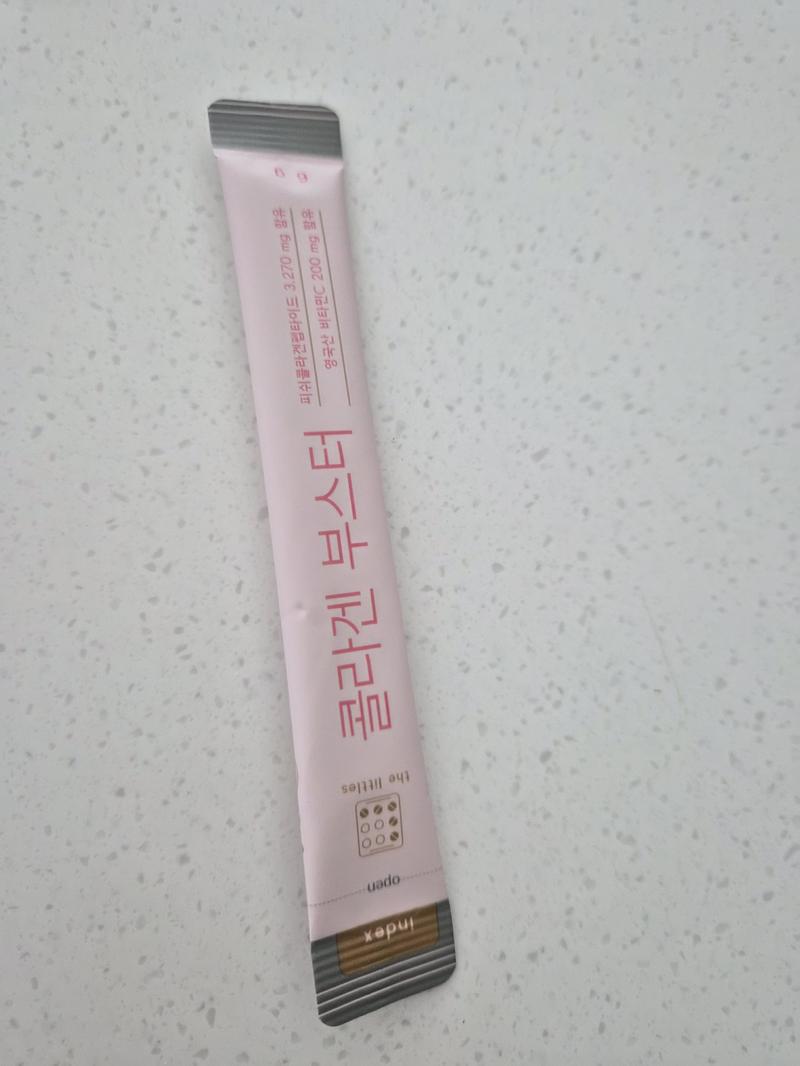 index
open
the littles
콜라겐 부스터
피쉬콜라겐펩타이드 3,270 mg 함유
영국산 비타민C 200 mg 함유